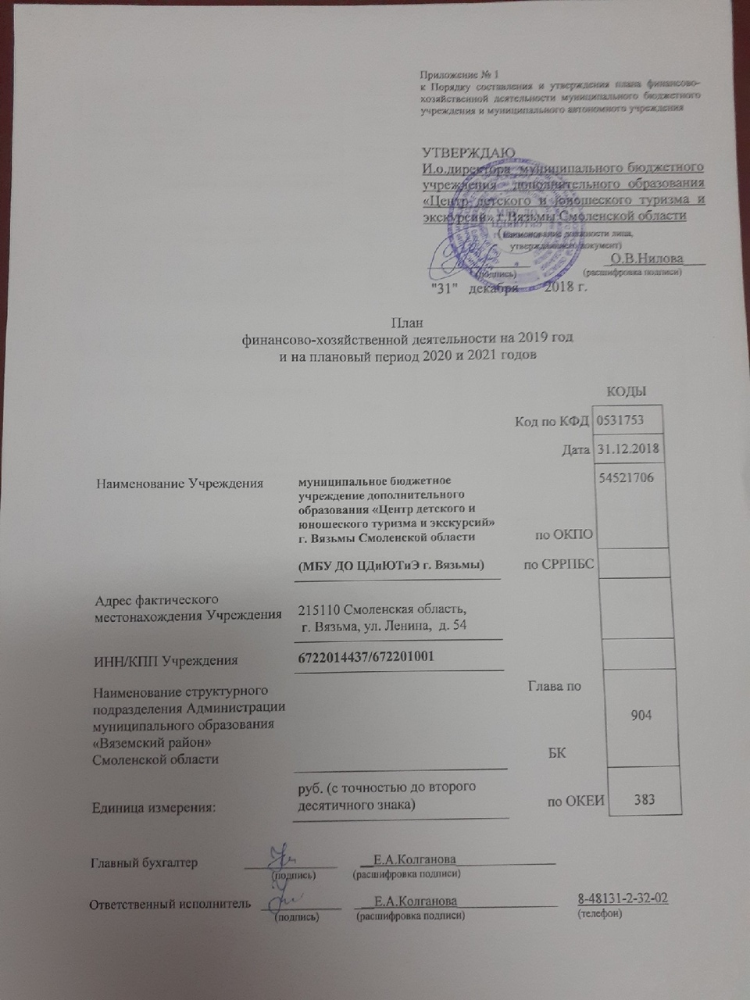 Приложение № 1
к Порядку составления и утверждения плана финансово-
хозяйственной деятельности муниципального бюджетного
учреждения и муниципального автономного учреждения
УТВЕРЖДАЮ
И.о.директора муниципального бюджетного
учреждения дополнительного образования
«Центр детского и юношеского туризма и
экскурсий» г.Вязьмы Смоленской области
(наименование должности лица,
утверждающего документ)
О.В.Нилова
(подпись) (расшифровка подписи)
"31" декабря 2018 г.
План
финансово-хозяйственной деятельности на 2019 год
и на плановый период 2020 и 2021 годов
КОДЫ
Код по КФД 0531753
Дата 31.12.2018
Наименование Учреждения муниципальное бюджетное 54521706
учреждение дополнительного
образования «Центр детского и
юношеского туризма и экскурсий»
г. Вязьмы Смоленской области по ОКПО
(МБУ ДО ЦДиЮТиЭ г. Вязьмы) по СРРПБС
Адрес фактического
местонахождения Учреждения 215110 Смоленская область,
г. Вязьма, ул. Ленина, д. 54
ИНН/КПП Учреждения 6722014437/672201001
Наименование структурного Глава по
подразделения Администрации 904
муниципального образования
«Вяземский район» БК
Смоленской области
руб. (с точностью до второго
Единица измерения: десятичного знака) по ОКЕИ 383
Главный бухгалтер Е.А.Колганова
(подпись) (расшифровка подписи)
Ответственный исполнитель Е.А.Колганова 8-48131-2-32-02
(подпись) (расшифровка подписи) (телефон)
МБУ ДО
ЦДиЮТиЭ